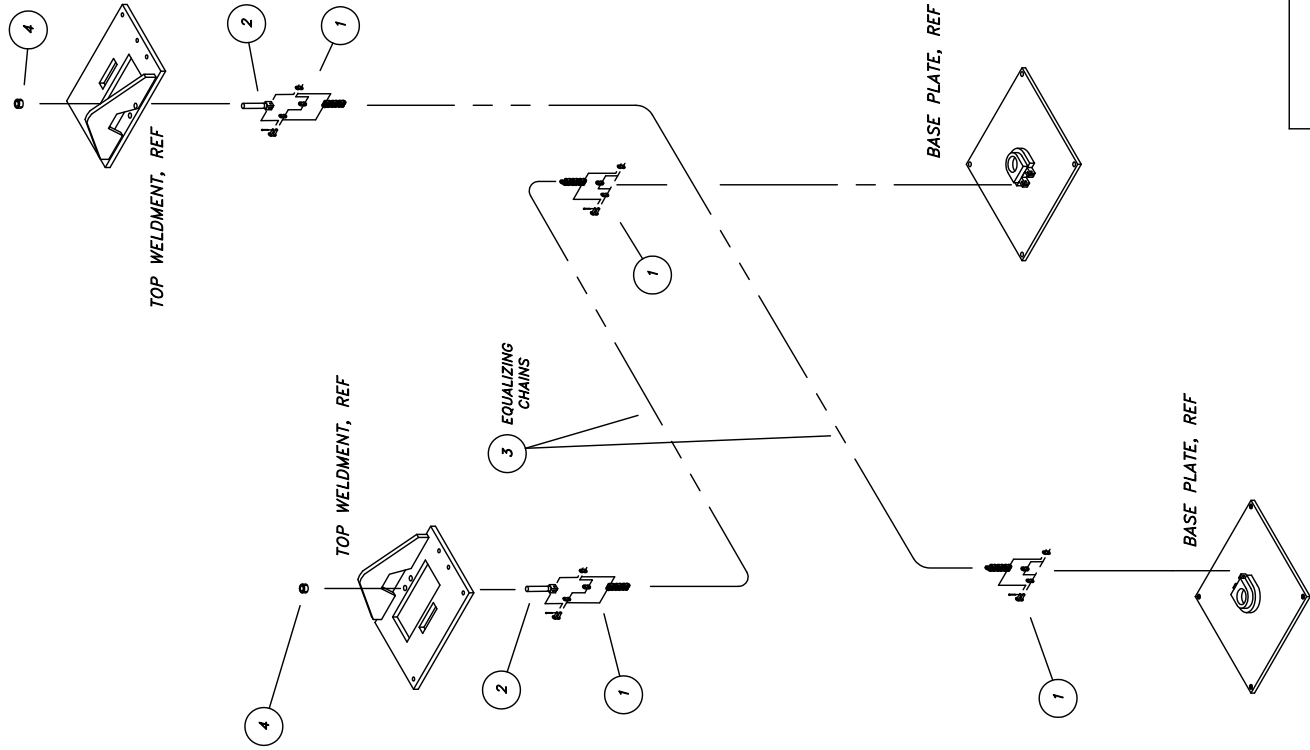 4
2
1
TOP WELDMENT, REF
BASE PLATE, REF
1
EQUALIZING
CHAINS
3
TOP WELDMENT, REF
4
2
1
1
BASE PLATE, REF